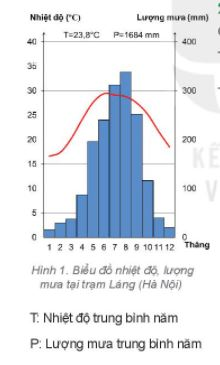 Nhiệt độ (°C) Lượng mưa (mm)
T=23,8°C P=1684 mm
40 400
35
30 300
25
20 200
15
10 100
5
0 0
1 2 3 4 5 6 7 8 9 10 11 12 Tháng
Hình 1. Biểu đồ nhiệt độ, lượng
mưa tại trạm Láng (Hà Nội)
T: Nhiệt độ trung bình năm
P: Lượng mưa trung bình năm